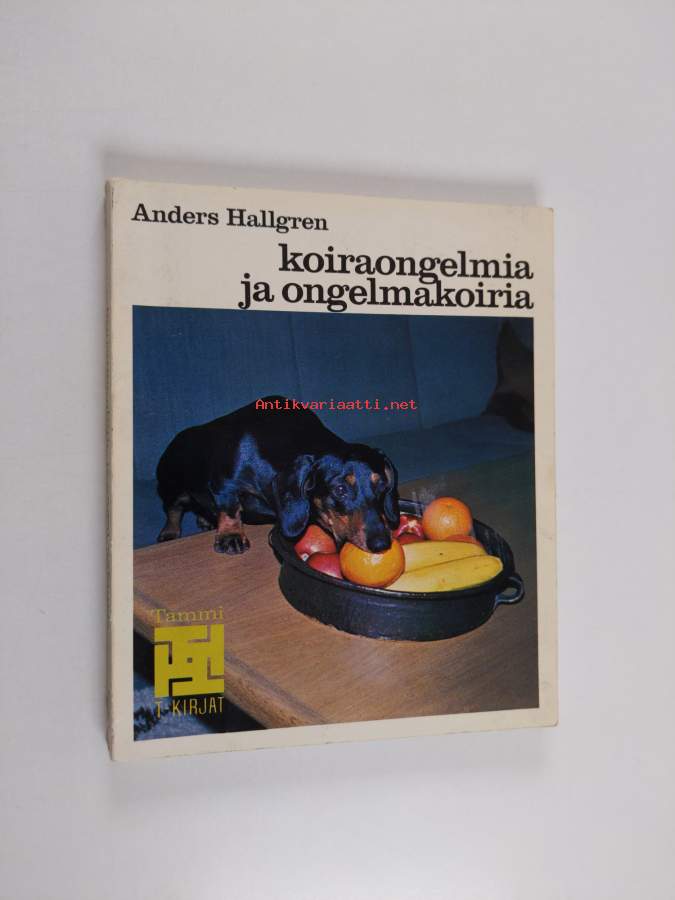 Anders Hallgren
koiraongelmia
ja ongelmakoiria
Antikvariaatti.net
Tammi
T·KIRJAT